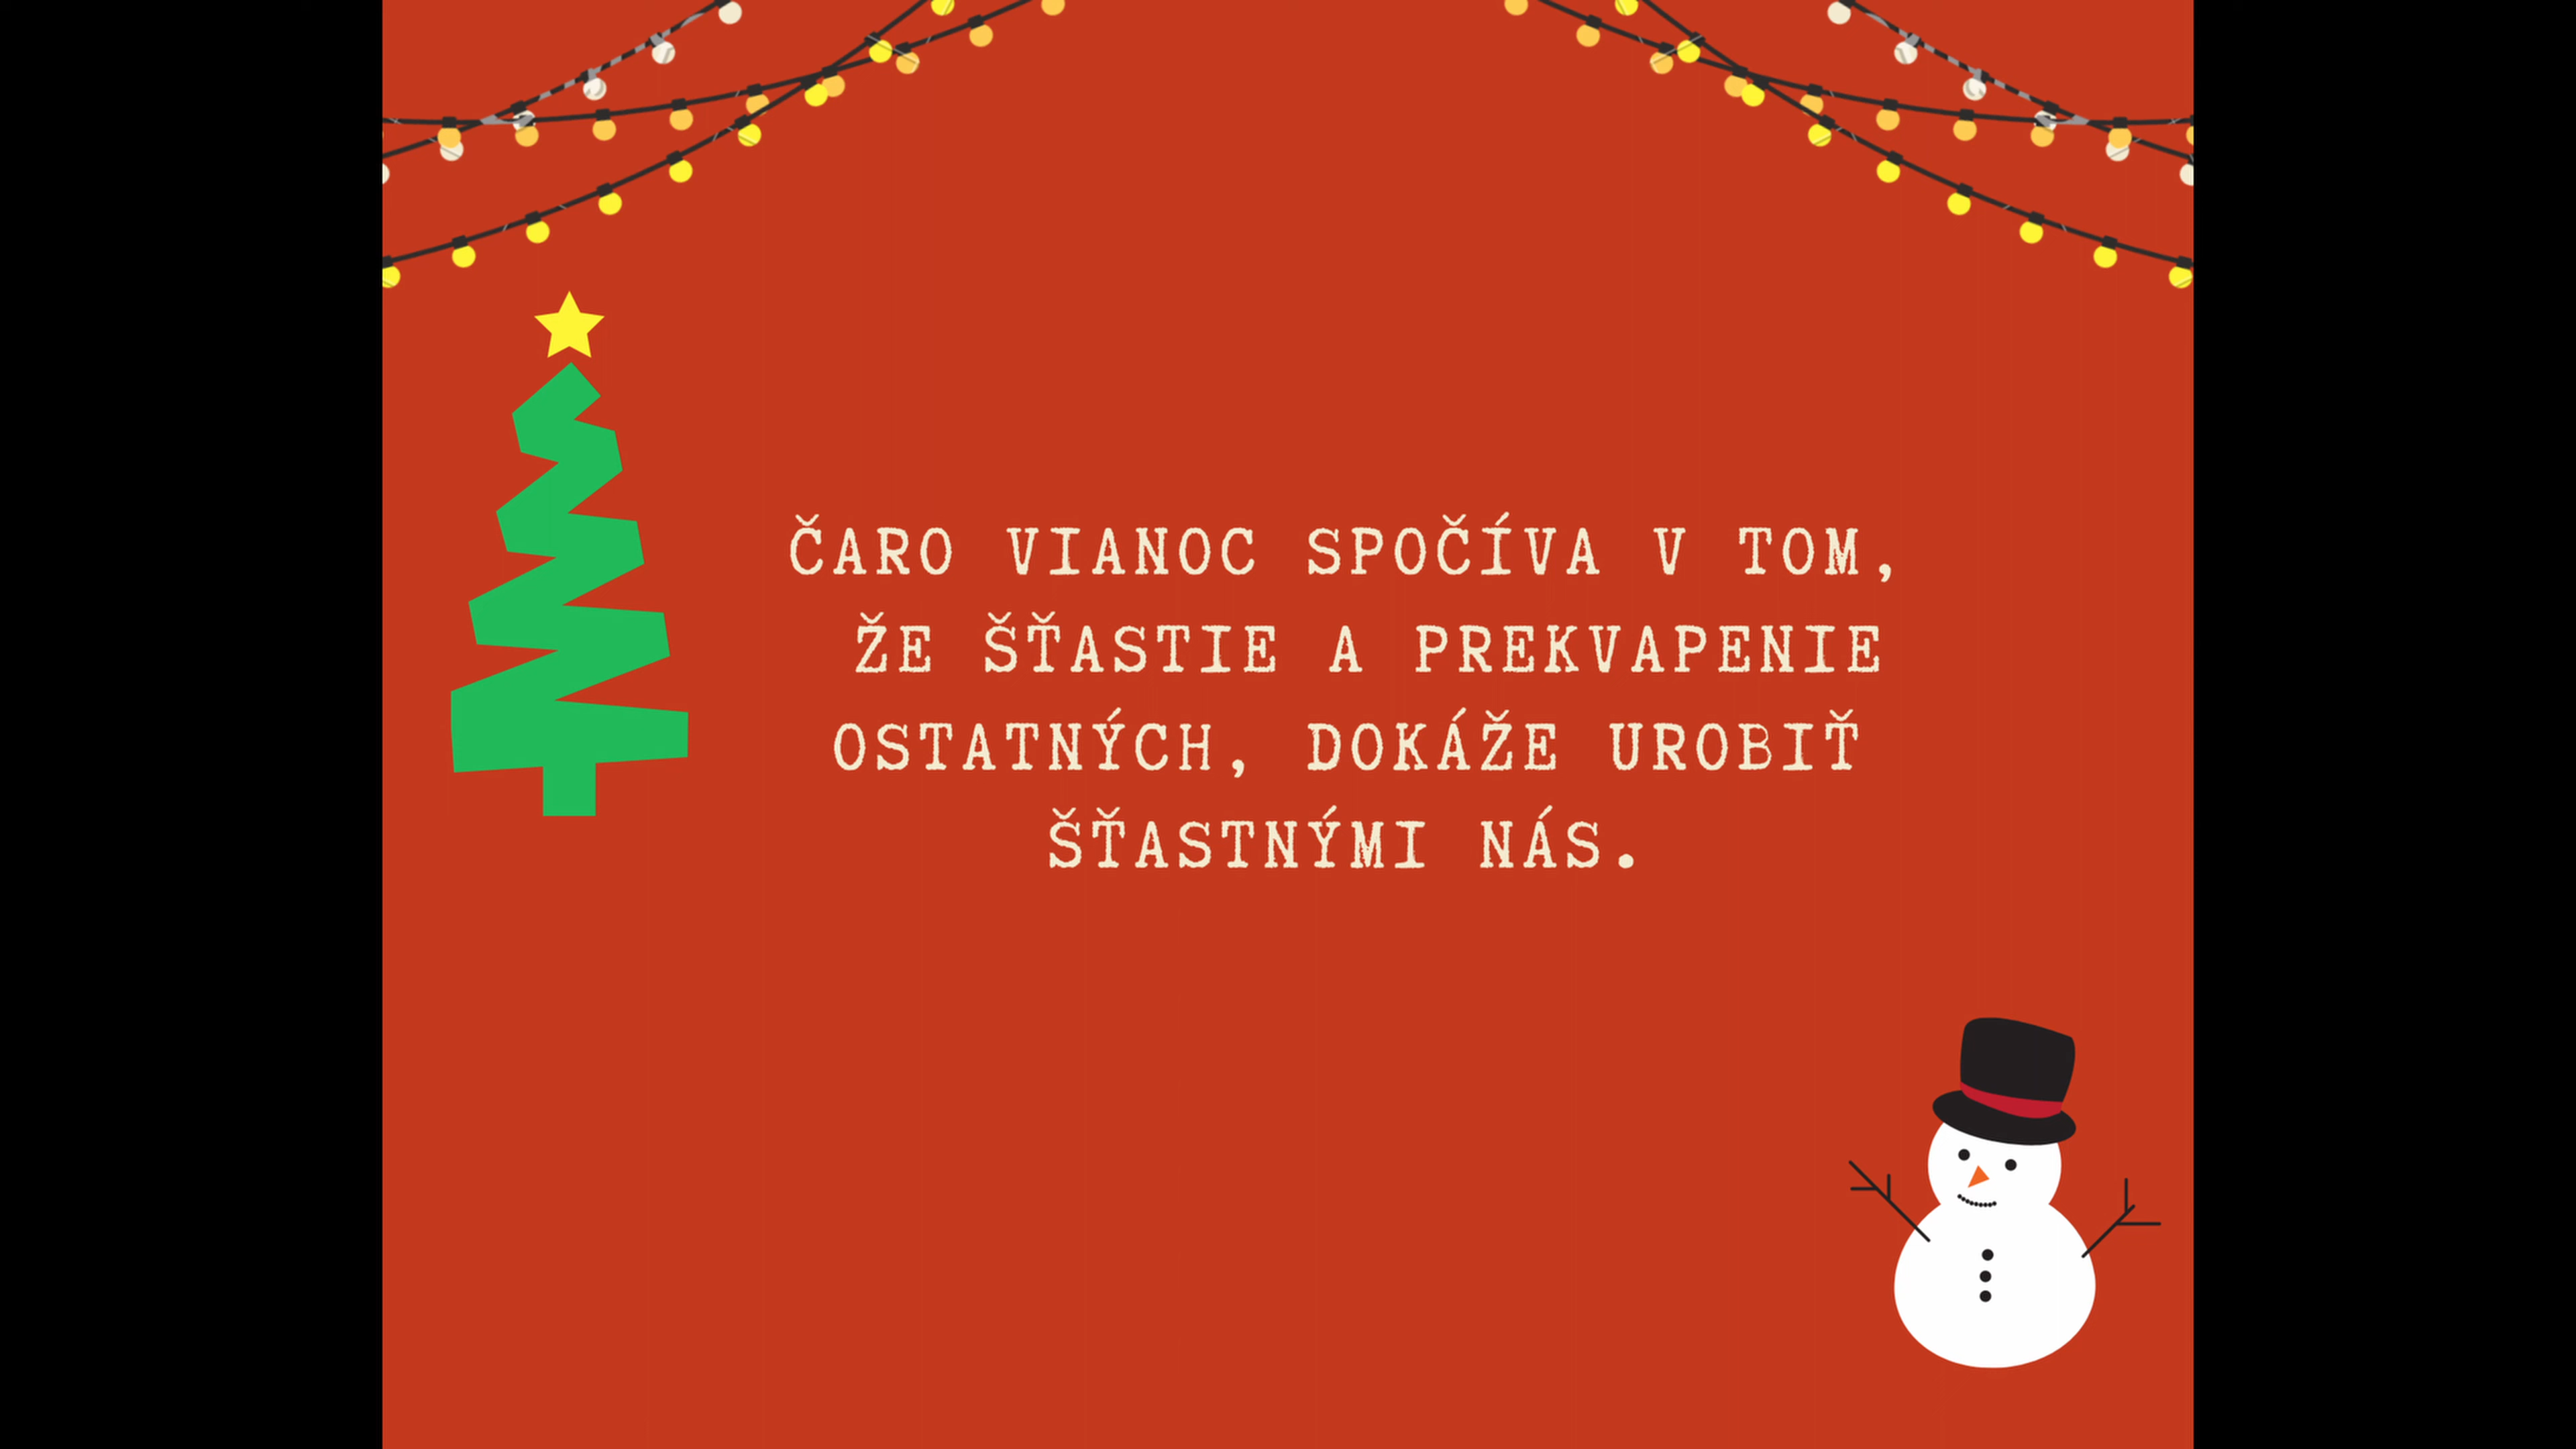 ČARO VIANOC SPOČÍVA V TOM,
ŽE ŠŤASTIE A PREKVAPENIE
OSTATNÝCH, DOKÁŽE UROBIŤ
ŠŤASTNÝMI NÁS.